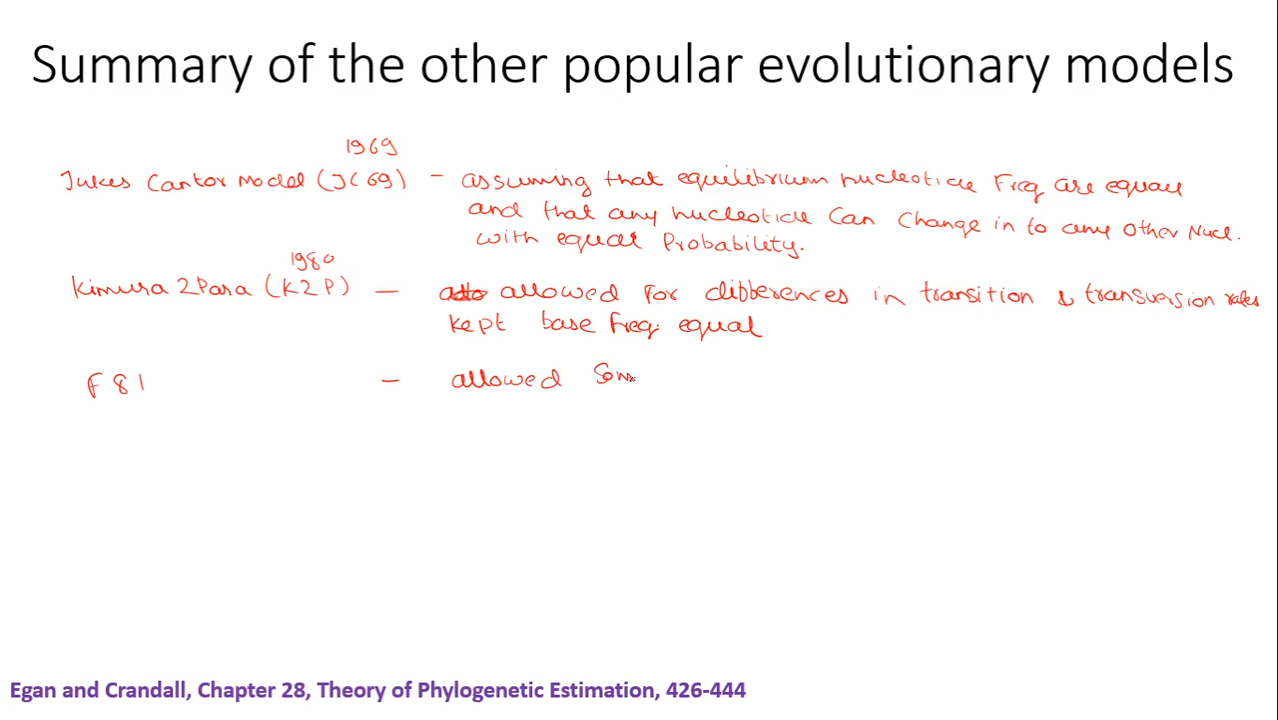 Summary of the other popular evolutionary models
1969
Jukes Cantor Model (JC69) - assuming that equilibrium nucleotide Freq are equal
and that any nucleotide can change in to any other Nucl.
with equal Probability.
1980
Kimura 2Para (K2P) - allowed for differences in transition & transversion rates
kept base freq. equal
F81 - allowed
Egan and Crandall, Chapter 28, Theory of Phylogenetic Estimation, 426-444